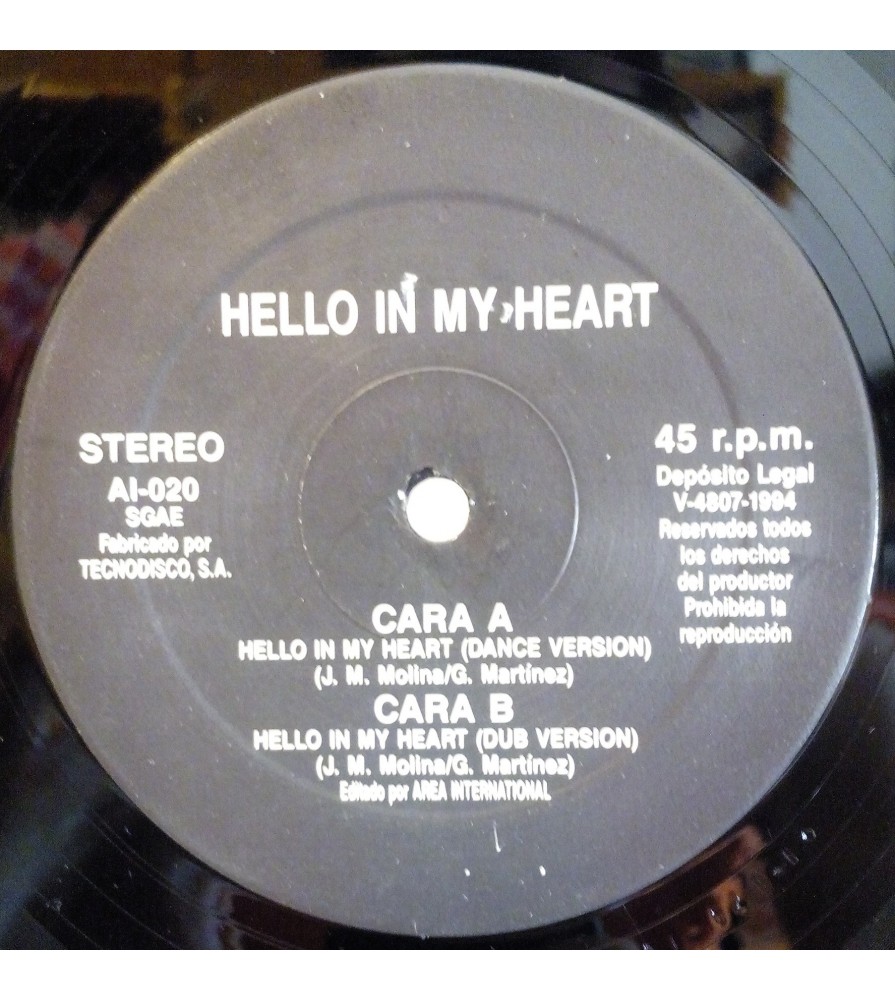 HELLO IN MY HEART
STEREO
AI-020
SGAE
Fabricado por
TECNODISCO, S.A.
45 r.p.m.
Depósito Legal
V-4807-1994
Reservados todos
los derechos
del productor
Prohibida la
reproducción
CARA A
HELLO IN MY HEART (DANCE VERSION)
(J. M. Molina/G. Martínez)
CARA B
HELLO IN MY HEART (DUB VERSION)
(J. M. Molina/G. Martínez)
Editado por AREA INTERNATIONAL